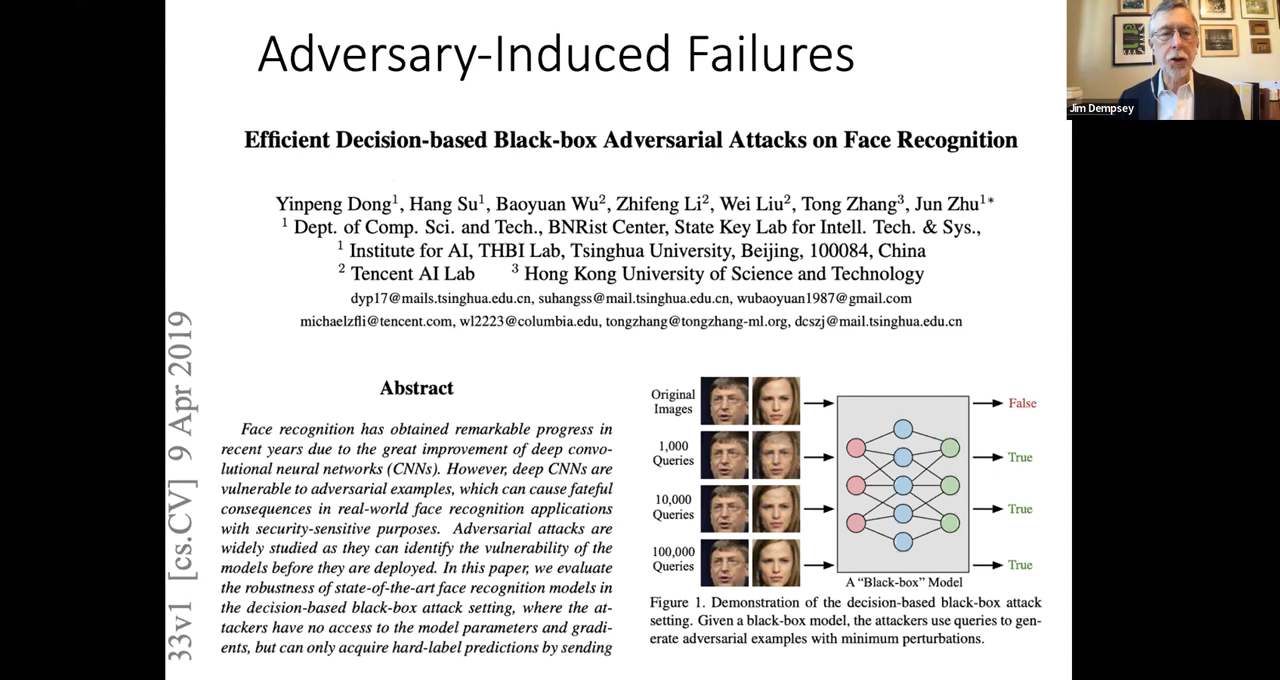 Adversary-Induced Failures
Jim Dempsey
Efficient Decision-based Black-box Adversarial Attacks on Face Recognition
Yinpeng Dong¹, Hang Su¹, Baoyuan Wu², Zhifeng Li², Wei Liu², Tong Zhang³, Jun Zhu¹*
¹ Dept. of Comp. Sci. and Tech., BNRist Center, State Key Lab for Intell. Tech. & Sys.,
¹ Institute for AI, THBI Lab, Tsinghua University, Beijing, 100084, China
² Tencent AI Lab ³ Hong Kong University of Science and Technology
dyp17@mails.tsinghua.edu.cn, suhangss@mail.tsinghua.edu.cn, wubaoyuan1987@gmail.com
michaelzfli@tencent.com, wl2223@columbia.edu, tongzhang@tongzhang-ml.org, dcszj@mail.tsinghua.edu.cn
33v1 [cs.CV] 9 Apr 2019
Abstract
Face recognition has obtained remarkable progress in
recent years due to the great improvement of deep convo-
lutional neural networks (CNNs). However, deep CNNs are
vulnerable to adversarial examples, which can cause fateful
consequences in real-world face recognition applications
with security-sensitive purposes. Adversarial attacks are
widely studied as they can identify the vulnerability of the
models before they are deployed. In this paper, we evaluate
the robustness of state-of-the-art face recognition models in
the decision-based black-box attack setting, where the at-
tackers have no access to the model parameters and gradi-
ents, but can only acquire hard-label predictions by sending
Original
Images
False
1,000
Queries
True
10,000
Queries
True
100,000
Queries
True
A "Black-box" Model
Figure 1. Demonstration of the decision-based black-box attack
setting. Given a black-box model, the attackers use queries to gen-
erate adversarial examples with minimum perturbations.